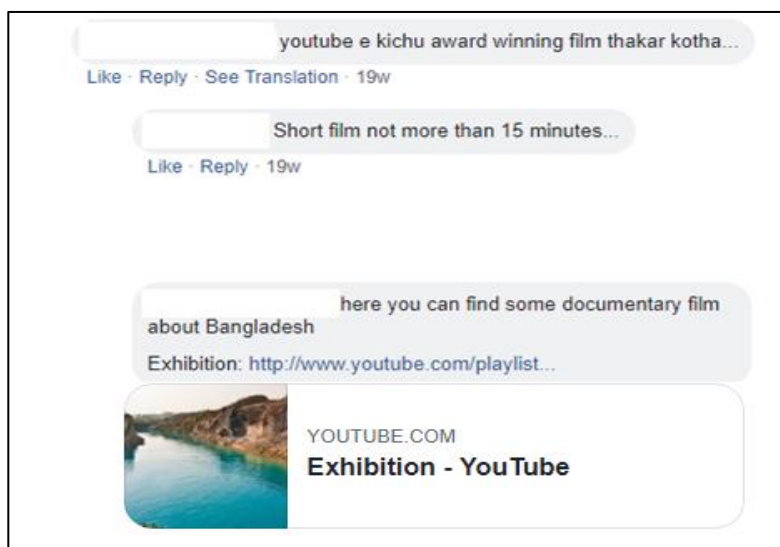 youtube e kichu award winning film thakar kotha...
Like · Reply · See Translation · 19w
Short film not more than 15 minutes...
Like · Reply · 19w
here you can find some documentary film
about Bangladesh
Exhibition: http://www.youtube.com/playlist...
YOUTUBE.COM
Exhibition - YouTube